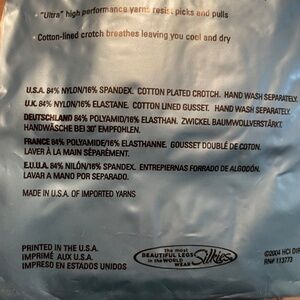 · "Ultra" high performance yarns resist picks and pulls
· Cotton-lined crotch breathes leaving you cool and dry
U.S.A. 84% NYLON/16% SPANDEX. COTTON PLATED CROTCH. HAND WASH SEPARATELY.
U.K. 84% NYLON/16% ELASTANE. COTTON LINED GUSSET. HAND WASH SEPARATELY.
DEUTSCHLAND 84% POLYAMID/16% ELASTHAN. ZWICKEL BAUMWOLLVERSTÄRKT.
HANDWÄSCHE BEI 30° EMPFOHLEN.
FRANCE 84% POLYAMIDE/16% ELASTHANNE. GOUSSET DOUBLÉ DE COTON.
LAVER À LA MAIN SÉPARÉMENT.
E.U.U.A. 84% NILÓN/16% SPANDEX. ENTREPIERNAS FORRADO DE ALGODÓN.
LAVAR A MANO POR SEPARADO.
MADE IN U.S.A. OF IMPORTED YARNS
PRINTED IN THE U.S.A.
IMPRIMÉ AUX U.S.A.
IMPRESO EN ESTADOS UNIDOS
the most
BEAUTIFUL LEGS
in the WORLD
WEAR
Silkies
©2004 HCI DIR
RN# 113773